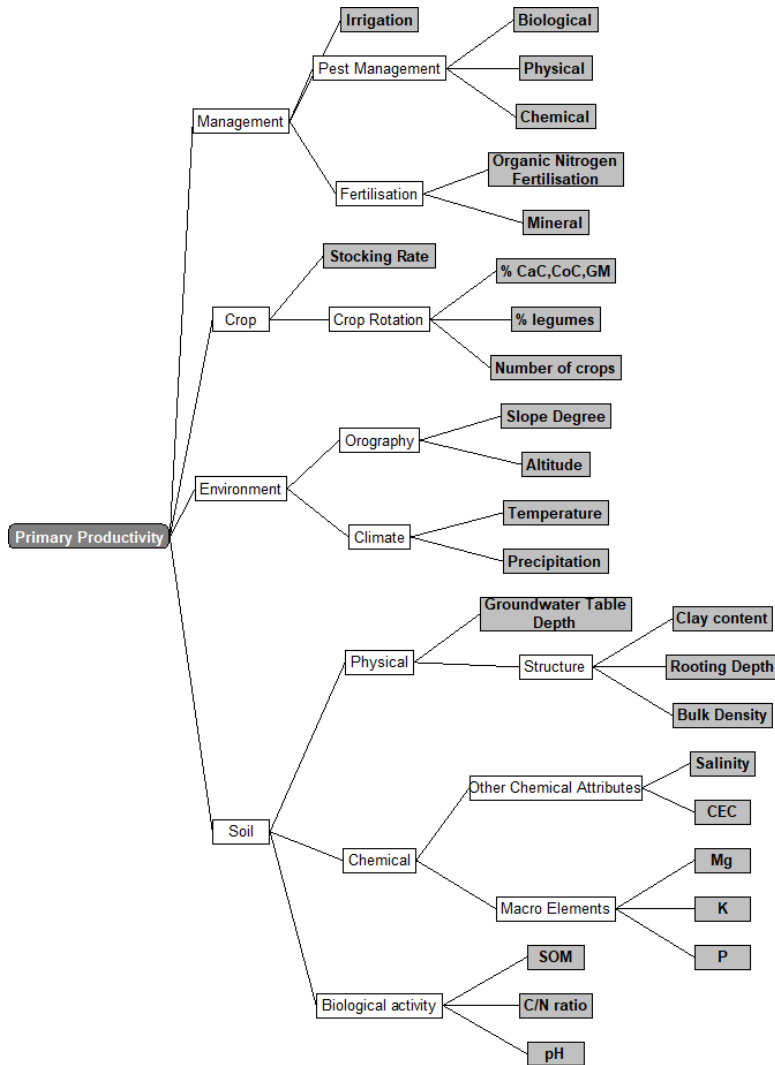 Irrigation
Biological
Pest Management
Physical
Chemical
Management
Organic Nitrogen
Fertilisation
Fertilisation
Mineral
Stocking Rate
% CaC,CoC,GM
Crop
Crop Rotation
% legumes
Number of crops
Slope Degree
Orography
Altitude
Environment
Temperature
Primary Productivity
Climate
Precipitation
Groundwater Table
Depth
Clay content
Physical
Structure
Rooting Depth
Bulk Density
Salinity
Other Chemical Attributes
CEC
Soil
Chemical
Mg
Macro Elements
K
P
SOM
Biological activity
C/N ratio
pH